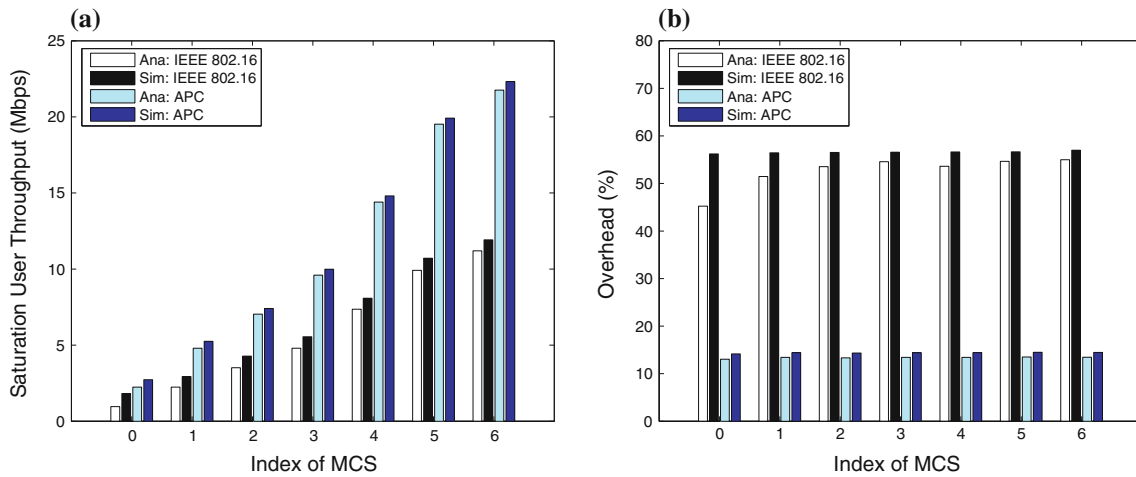 (a)
25
20
15
10
5
0
Saturation User Throughput (Mbps)
Ana: IEEE 802.16
Sim: IEEE 802.16
Ana: APC
Sim: APC
0 1 2 3 4 5 6
Index of MCS
(b)
80
70
60
50
40
30
20
10
0
Overhead (%)
Ana: IEEE 802.16
Sim: IEEE 802.16
Ana: APC
Sim: APC
0 1 2 3 4 5 6
Index of MCS